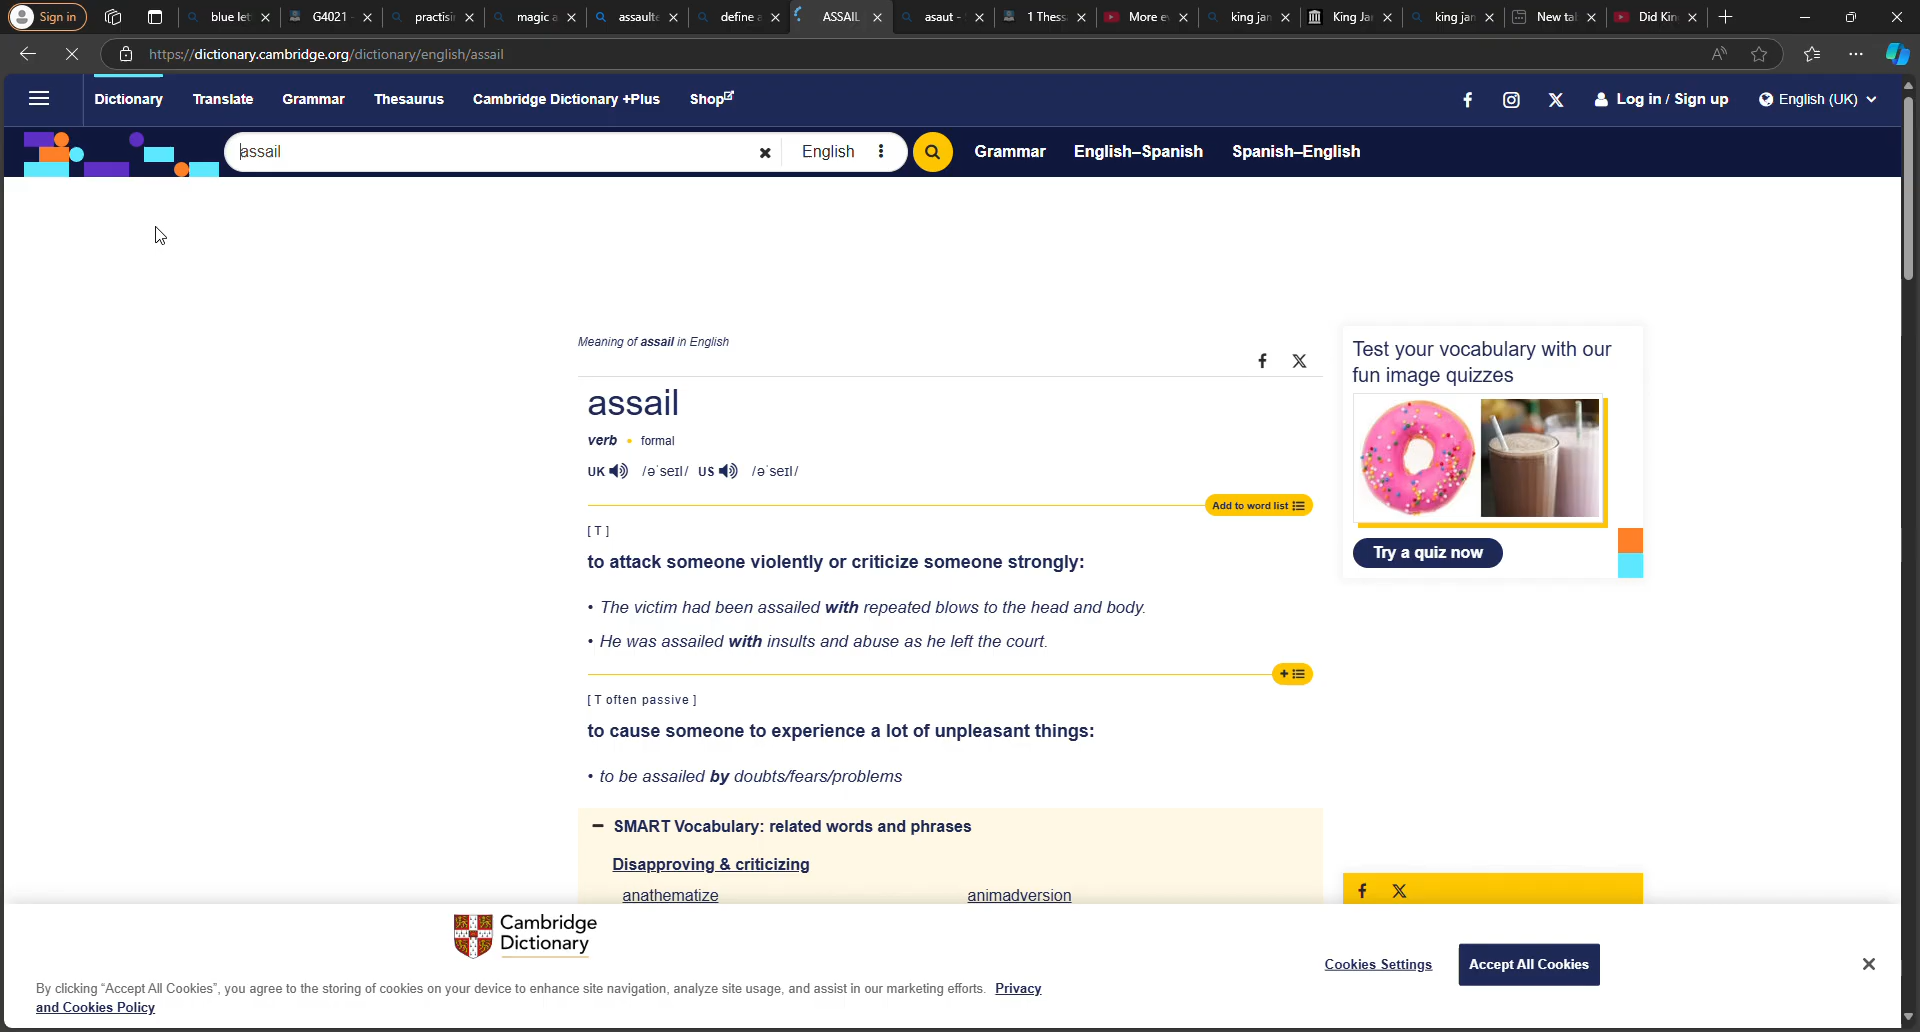 Sign in
blue let
G4021 -
practisi
magic a
assaulte
define a
ASSAIL
asaut -
1 Thess
More e
king jan
King Ja
king jan
New ta
Did Kin
https://dictionary.cambridge.org/dictionary/english/assail
Dictionary
Translate
Grammar
Thesaurus
Cambridge Dictionary +Plus
Shop
Log in / Sign up
English (UK)
assail
English
Grammar
English–Spanish
Spanish–English
Meaning of assail in English
assail
verb • formal
UK /əˈseɪl/ US /əˈseɪl/
Add to word list
[ T ]
to attack someone violently or criticize someone strongly:
• The victim had been assailed with repeated blows to the head and body.
• He was assailed with insults and abuse as he left the court.
[ T often passive ]
to cause someone to experience a lot of unpleasant things:
• to be assailed by doubts/fears/problems
– SMART Vocabulary: related words and phrases
Disapproving & criticizing
anathematize
animadversion
Test your vocabulary with our
fun image quizzes
Try a quiz now
Cambridge
Dictionary
By clicking “Accept All Cookies”, you agree to the storing of cookies on your device to enhance site navigation, analyze site usage, and assist in our marketing efforts. Privacy
and Cookies Policy
Cookies Settings
Accept All Cookies